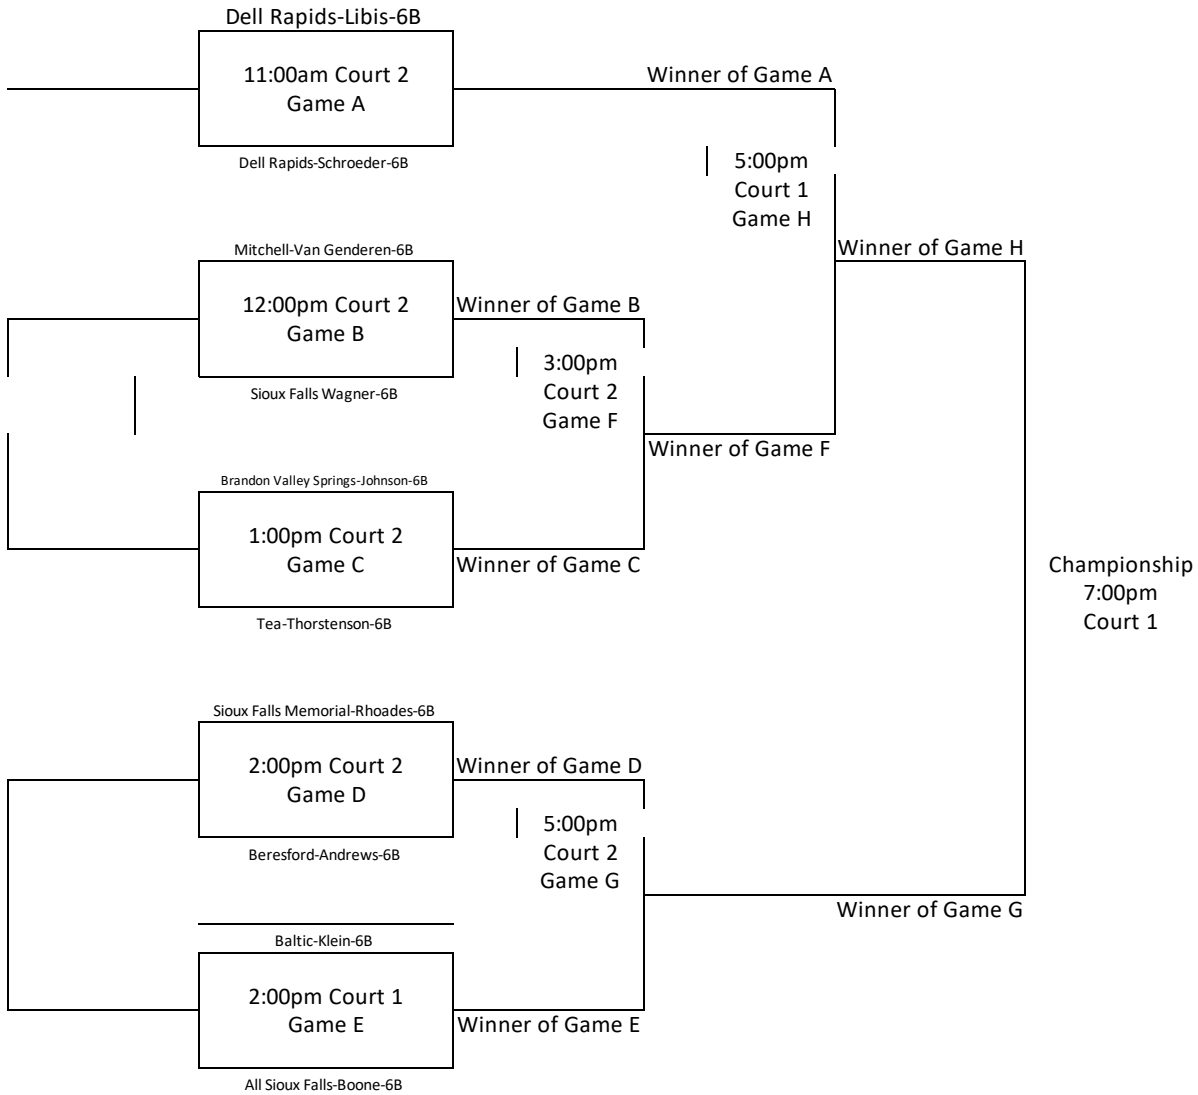 Dell Rapids-Libis-6B
11:00am Court 2
Game A
Winner of Game A
Dell Rapids-Schroeder-6B
5:00pm
Court 1
Game H
Mitchell-Van Genderen-6B
Winner of Game H
12:00pm Court 2
Game B
Winner of Game B
3:00pm
Court 2
Game F
Sioux Falls Wagner-6B
Winner of Game F
Brandon Valley Springs-Johnson-6B
1:00pm Court 2
Game C
Winner of Game C
Championship
7:00pm
Court 1
Tea-Thorstenson-6B
Sioux Falls Memorial-Rhoades-6B
2:00pm Court 2
Game D
Winner of Game D
5:00pm
Court 2
Game G
Beresford-Andrews-6B
Winner of Game G
Baltic-Klein-6B
2:00pm Court 1
Game E
Winner of Game E
All Sioux Falls-Boone-6B